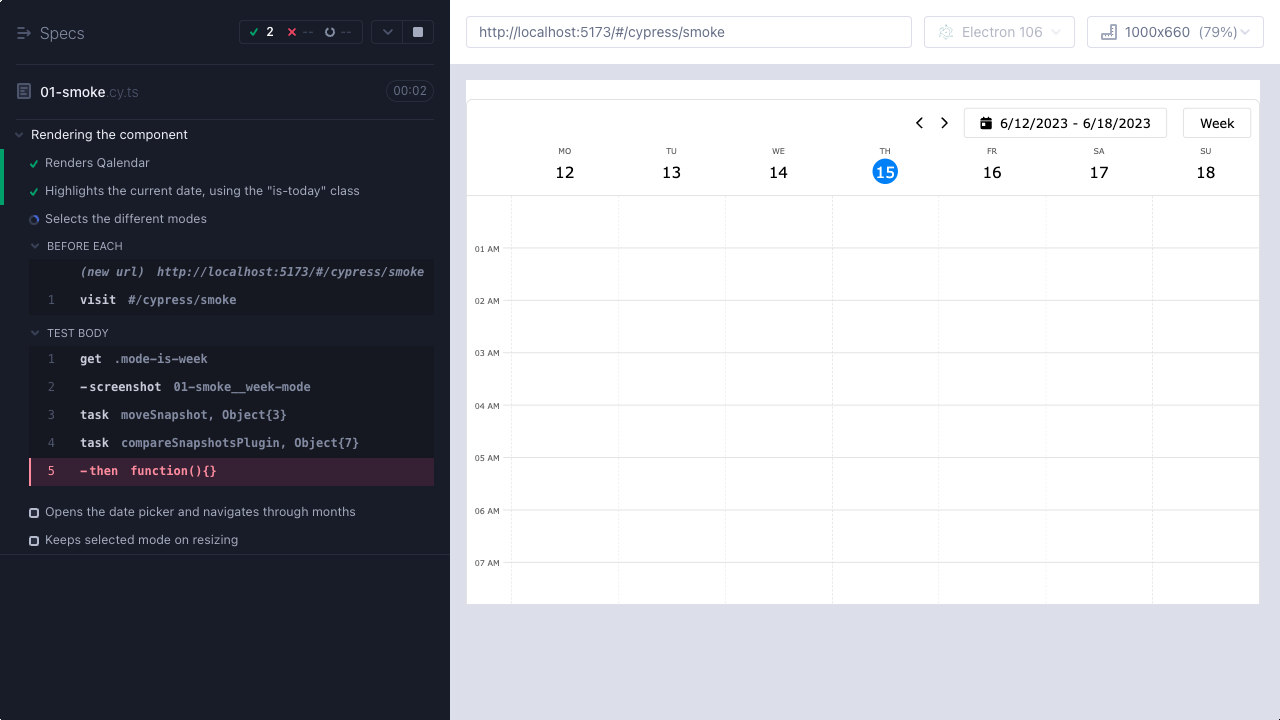 Specs
2 -- --
01-smoke.cy.ts
00:02
Rendering the component
Renders Qalendar
Highlights the current date, using the "is-today" class
Selects the different modes
BEFORE EACH
(new url) http://localhost:5173/#/cypress/smoke
1 visit #/cypress/smoke
TEST BODY
1 get .mode-is-week
2 -screenshot 01-smoke__week-mode
3 task moveSnapshot, Object{3}
4 task compareSnapshotsPlugin, Object{7}
5 -then function(){}
Opens the date picker and navigates through months
Keeps selected mode on resizing
http://localhost:5173/#/cypress/smoke
Electron 106
1000x660 (79%)
6/12/2023 - 6/18/2023
Week
MO TU WE TH FR SA SU
12 13 14 15 16 17 18
01 AM
02 AM
03 AM
04 AM
05 AM
06 AM
07 AM